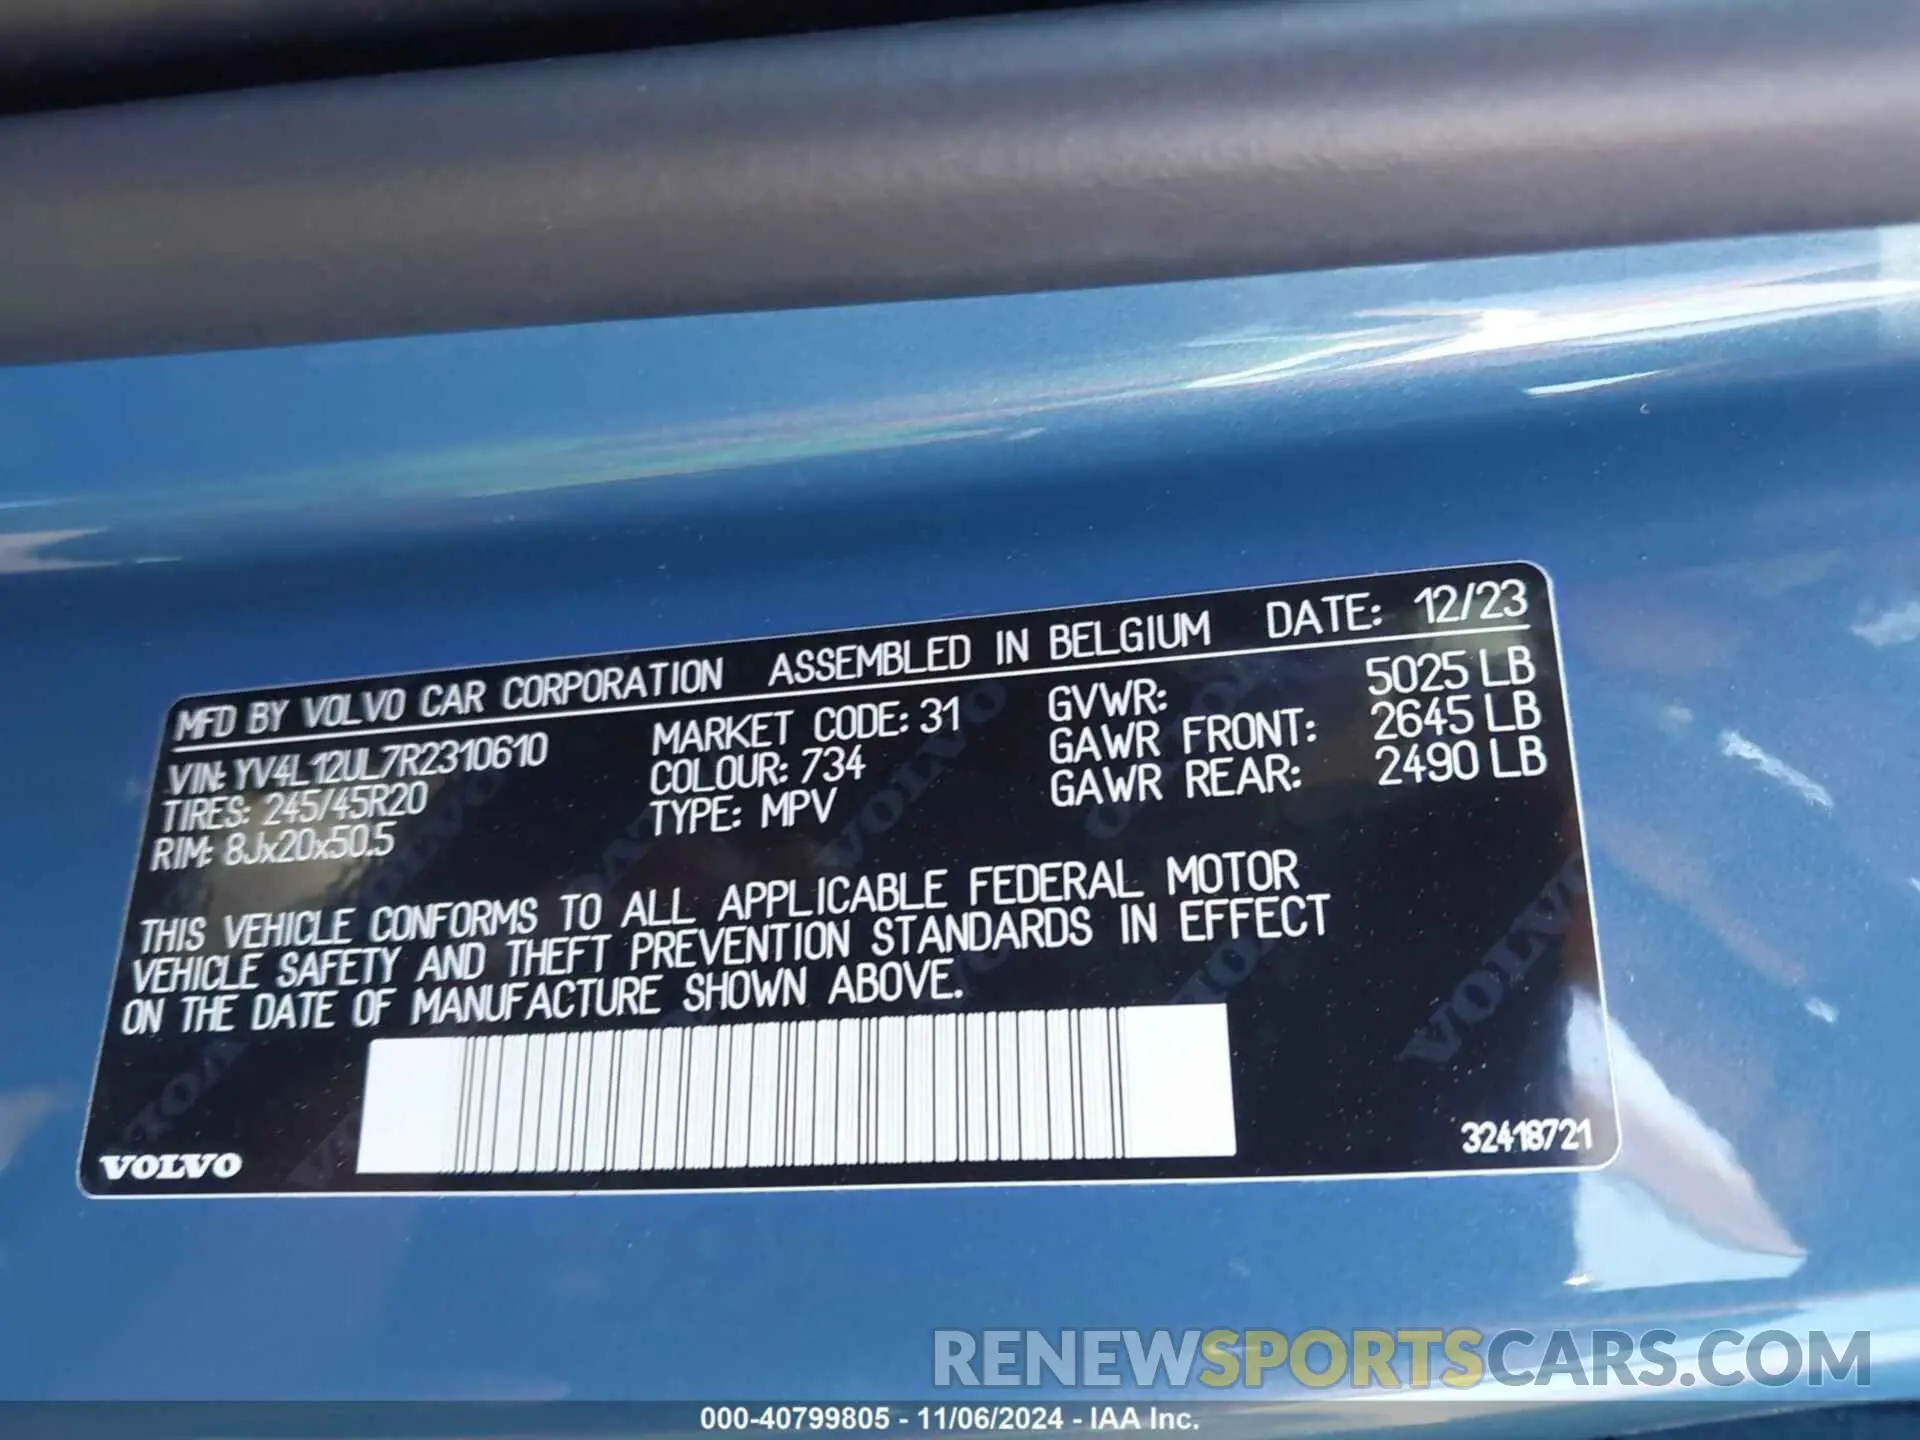 MFD BY VOLVO CAR CORPORATION ASSEMBLED IN BELGIUM DATE: 12/23
VIN: YV4L12UL7R2310610 MARKET CODE: 31 GVWR: 5025 LB
TIRES: 245/45R20 COLOUR: 734 GAWR FRONT: 2645 LB
RIM: 8Jx20x50.5 TYPE: MPV GAWR REAR: 2490 LB
THIS VEHICLE CONFORMS TO ALL APPLICABLE FEDERAL MOTOR
VEHICLE SAFETY AND THEFT PREVENTION STANDARDS IN EFFECT
ON THE DATE OF MANUFACTURE SHOWN ABOVE.
VOLVO 32418721
RENEWSPORTSCARS.COM
000-40799805 - 11/06/2024 - IAA Inc.